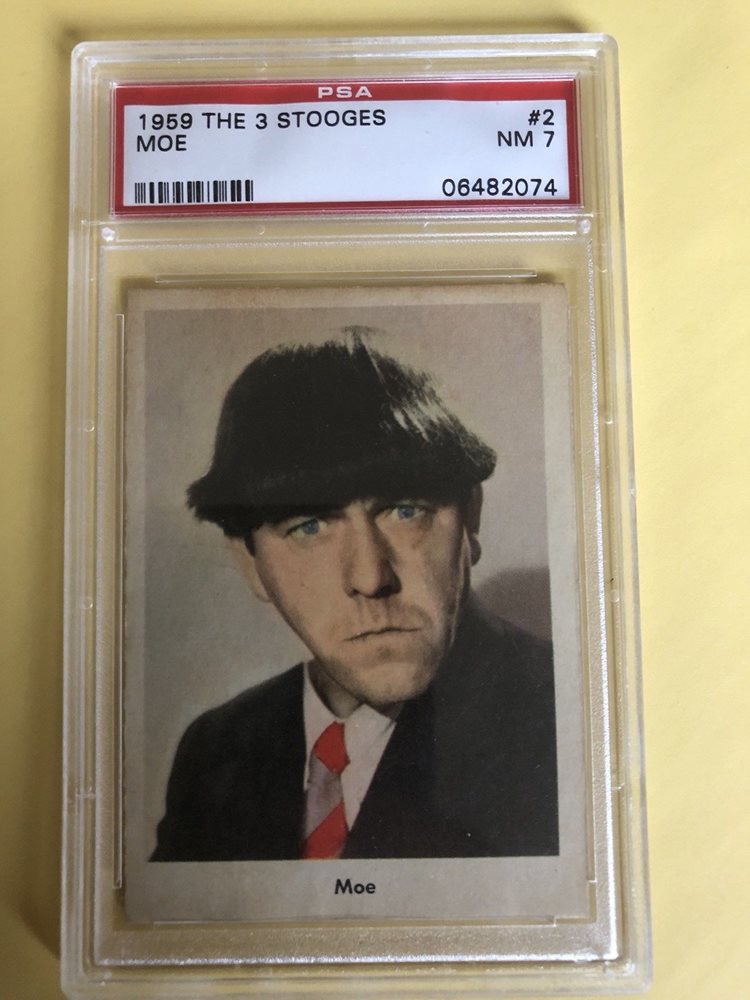 PSA
1959 THE 3 STOOGES #2
MOE NM 7
06482074
Moe